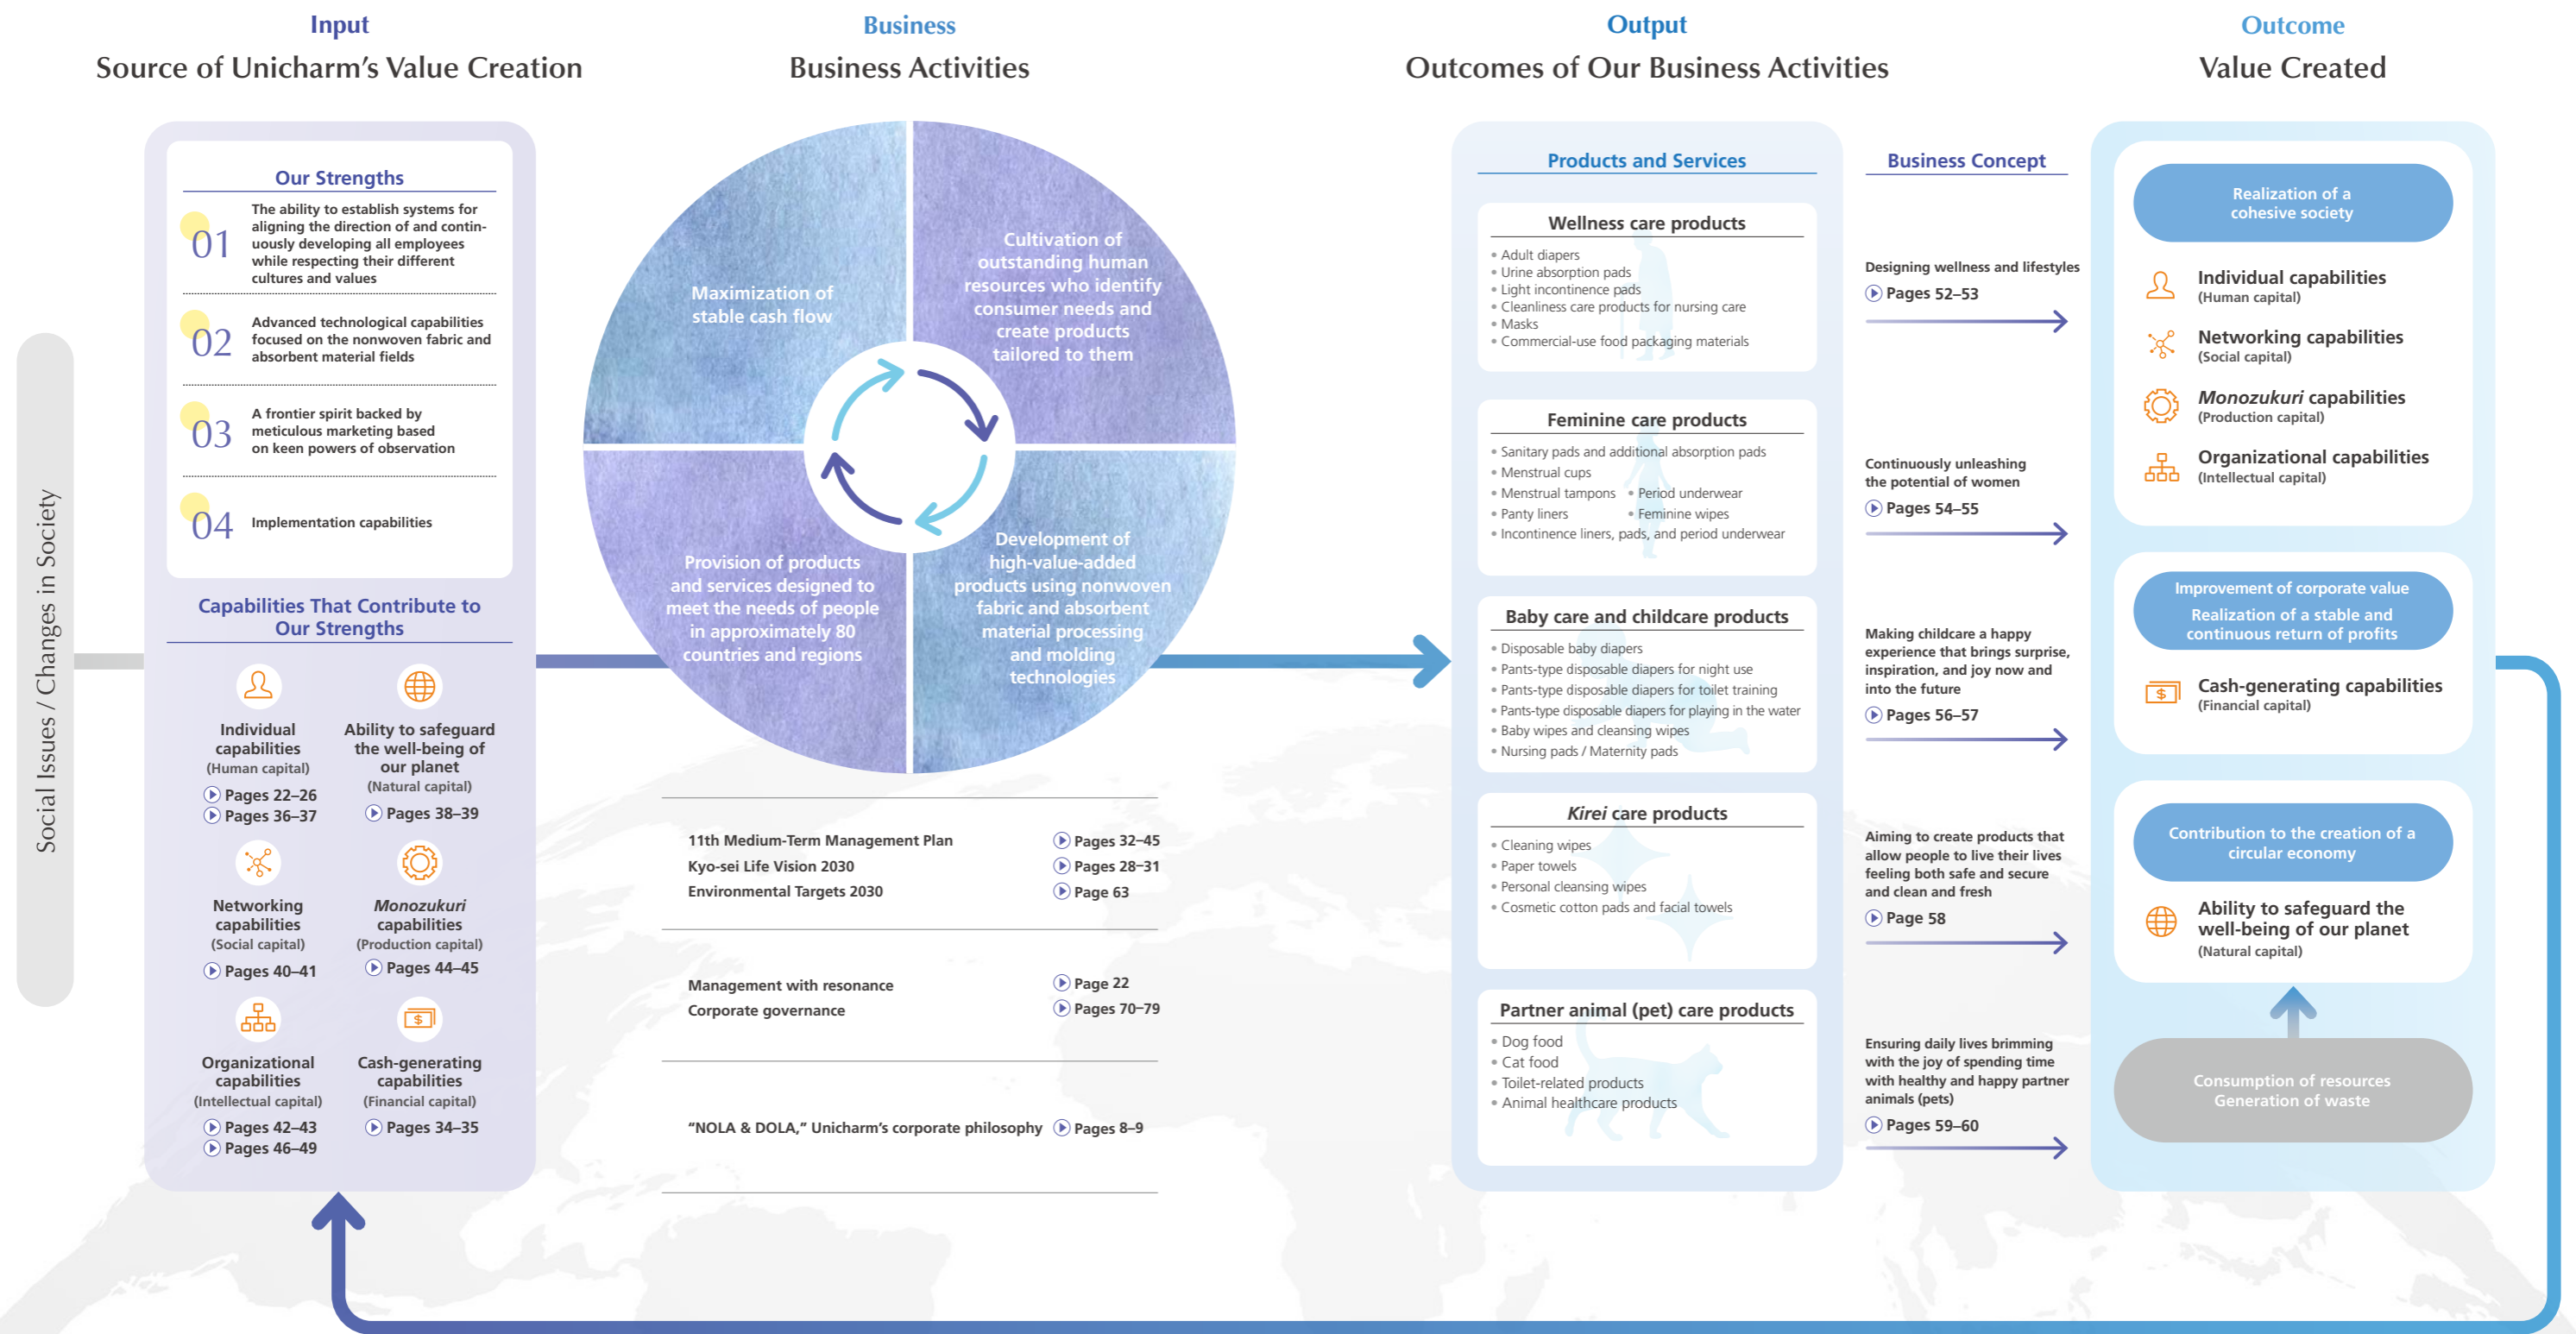 Input
Source of Unicharm's Value Creation
Business
Business Activities
Output
Outcomes of Our Business Activities
Outcome
Value Created
Social Issues / Changes in Society
Our Strengths
01
The ability to establish systems for
aligning the direction of and contin-
uously developing all employees
while respecting their different
cultures and values
02
Advanced technological capabilities
focused on the nonwoven fabric and
absorbent material fields
03
A frontier spirit backed by
meticulous marketing based
on keen powers of observation
04
Implementation capabilities
Capabilities That Contribute to
Our Strengths
Individual
capabilities
(Human capital)
Pages 22–26
Pages 36–37
Ability to safeguard
the well-being of
our planet
(Natural capital)
Pages 38–39
Networking
capabilities
(Social capital)
Pages 40–41
Monozukuri
capabilities
(Production capital)
Pages 44–45
Organizational
capabilities
(Intellectual capital)
Pages 42–43
Pages 46–49
Cash-generating
capabilities
(Financial capital)
Pages 34–35
Maximization of
stable cash flow
Cultivation of
outstanding human
resources who identify
consumer needs and
create products
tailored to them
Provision of products
and services designed to
meet the needs of people
in approximately 80
countries and regions
Development of
high-value-added
products using nonwoven
fabric and absorbent
material processing
and molding
technologies
11th Medium-Term Management Plan Pages 32–45
Kyo-sei Life Vision 2030 Pages 28–31
Environmental Targets 2030 Page 63
Management with resonance Page 22
Corporate governance Pages 70–79
“NOLA & DOLA,” Unicharm's corporate philosophy Pages 8–9
Products and Services
Wellness care products
• Adult diapers
• Urine absorption pads
• Light incontinence pads
• Cleanliness care products for nursing care
• Masks
• Commercial-use food packaging materials
Feminine care products
• Sanitary pads and additional absorption pads
• Menstrual cups
• Menstrual tampons • Period underwear
• Panty liners • Feminine wipes
• Incontinence liners, pads, and period underwear
Baby care and childcare products
• Disposable baby diapers
• Pants-type disposable diapers for night use
• Pants-type disposable diapers for toilet training
• Pants-type disposable diapers for playing in the water
• Baby wipes and cleansing wipes
• Nursing pads / Maternity pads
Kirei care products
• Cleaning wipes
• Paper towels
• Personal cleansing wipes
• Cosmetic cotton pads and facial towels
Partner animal (pet) care products
• Dog food
• Cat food
• Toilet-related products
• Animal healthcare products
Business Concept
Designing wellness and lifestyles
Pages 52–53
Continuously unleashing
the potential of women
Pages 54–55
Making childcare a happy
experience that brings surprise,
inspiration, and joy now and
into the future
Pages 56–57
Aiming to create products that
allow people to live their lives
feeling both safe and secure
and clean and fresh
Page 58
Ensuring daily lives brimming
with the joy of spending time
with healthy and happy partner
animals (pets)
Pages 59–60
Realization of a
cohesive society
Individual capabilities
(Human capital)
Networking capabilities
(Social capital)
Monozukuri capabilities
(Production capital)
Organizational capabilities
(Intellectual capital)
Improvement of corporate value
Realization of a stable and
continuous return of profits
Cash-generating capabilities
(Financial capital)
Contribution to the creation of a
circular economy
Ability to safeguard the
well-being of our planet
(Natural capital)
Consumption of resources
Generation of waste